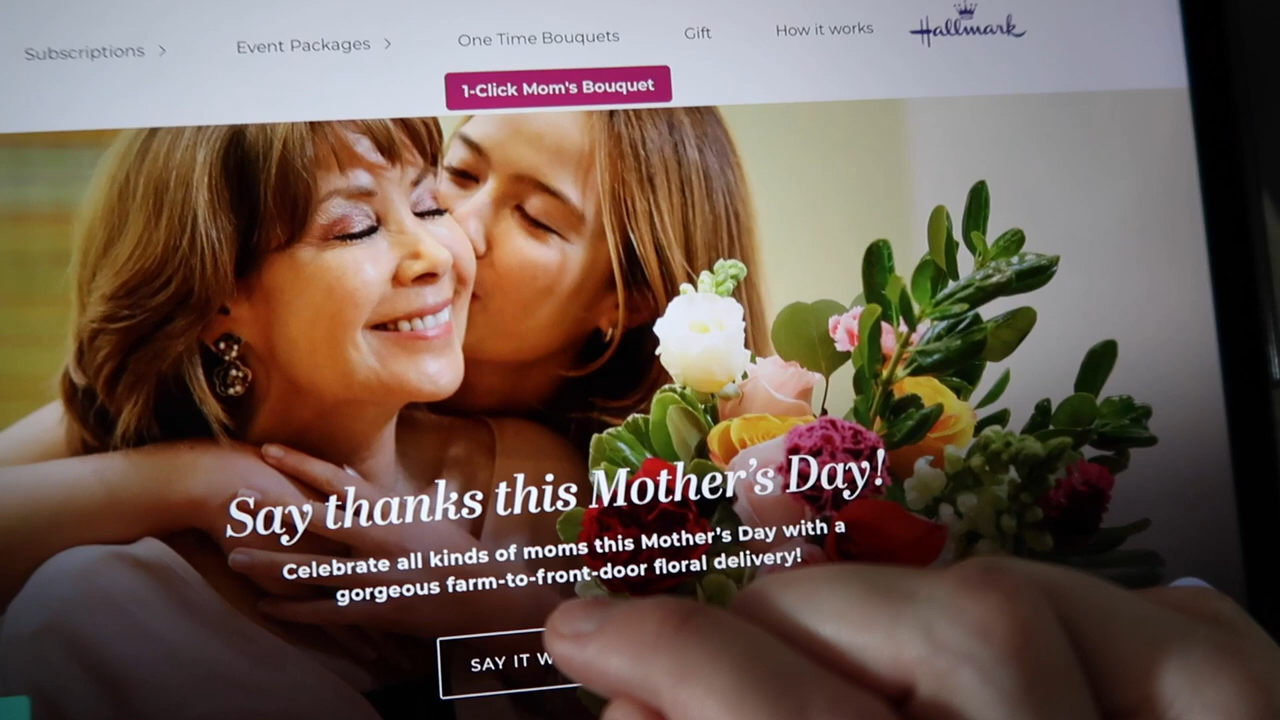 Subscriptions
Event Packages
One Time Bouquets
Gift
How it works
Hallmark
1-Click Mom's Bouquet
Say thanks this Mother's Day!
Celebrate all kinds of moms this Mother's Day with a
gorgeous farm-to-front-door floral delivery!
SAY IT